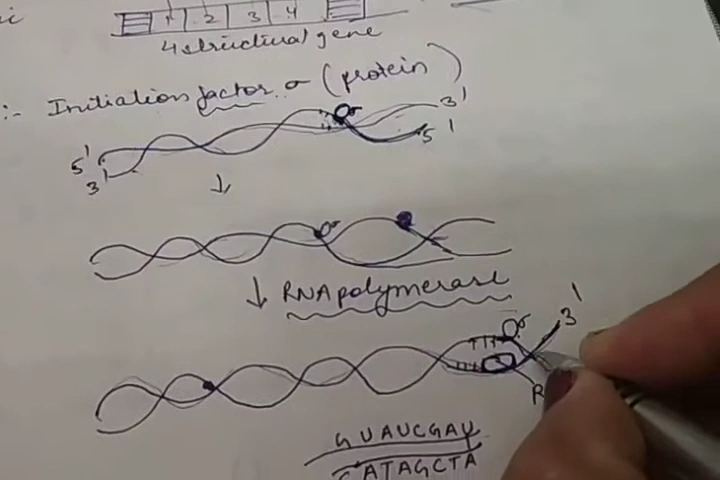 1 2 3 4
4 structural gene
:- Initiation factor σ (protein)
σ 3'
5'
5'
3'
↓
σ
↓ RNA polymerase
σ 3'
R
GUAUCGAU
CATAGCTA